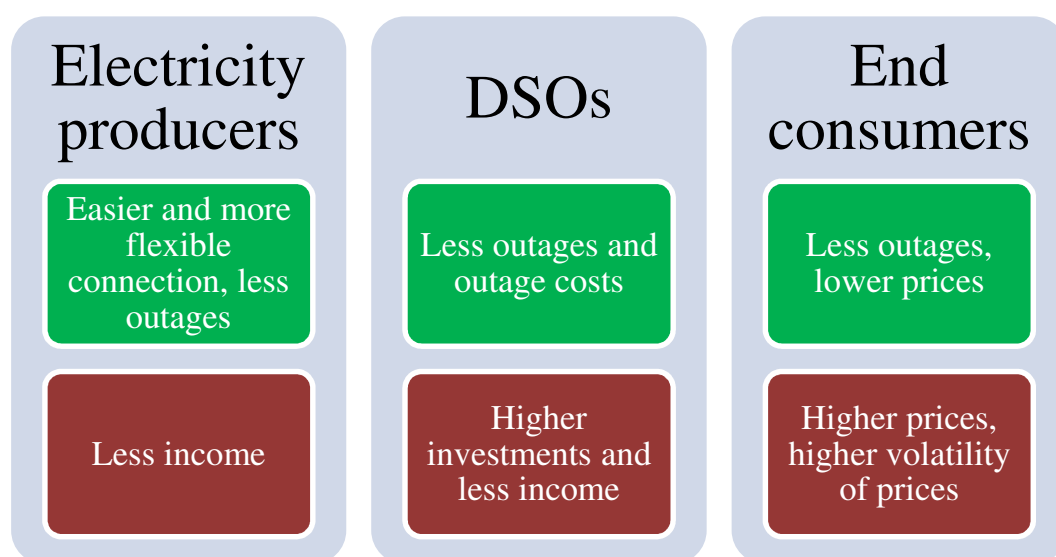 Electricity
producers
Easier and more
flexible
connection, less
outages
Less income
DSOs
Less outages and
outage costs
Higher
investments and
less income
End
consumers
Less outages,
lower prices
Higher prices,
higher volatility
of prices